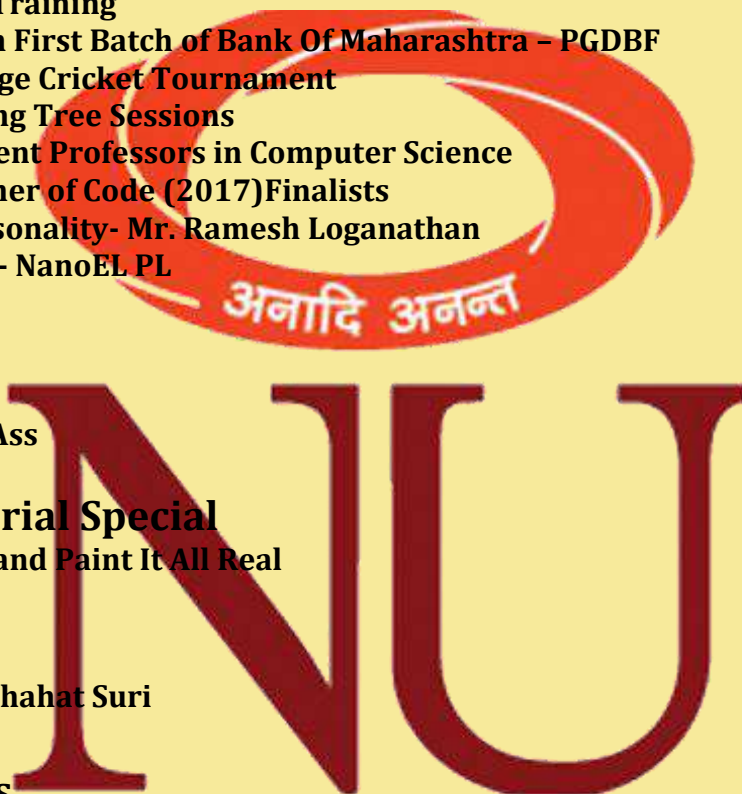 Training
First Batch of Bank Of Maharashtra – PGDBF
ge Cricket Tournament
ng Tree Sessions
ent Professors in Computer Science
ner of Code (2017)Finalists
sonality- Mr. Ramesh Loganathan
- NanoEL PL
अनादि अनन्त
NU
Ass
rial Special
and Paint It All Real
hahat Suri
s